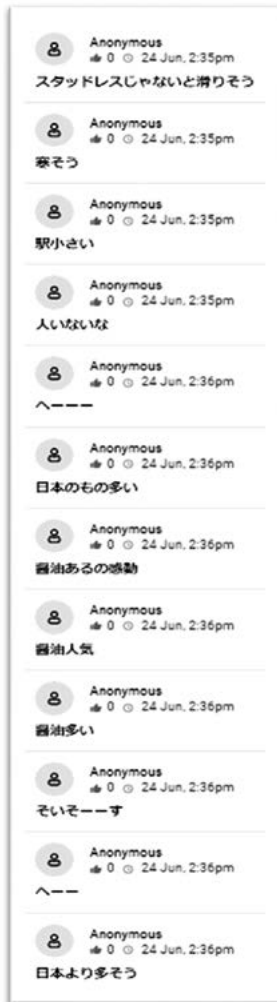 Anonymous
0 24 Jun, 2:35pm
スタッドレスじゃないと滑りそう
Anonymous
0 24 Jun, 2:35pm
寒そう
Anonymous
0 24 Jun, 2:35pm
駅小さい
Anonymous
0 24 Jun, 2:35pm
人いないな
Anonymous
0 24 Jun, 2:36pm
へーーー
Anonymous
0 24 Jun, 2:36pm
日本のもの多い
Anonymous
0 24 Jun, 2:36pm
醤油あるの感動
Anonymous
0 24 Jun, 2:36pm
醤油人気
Anonymous
0 24 Jun, 2:36pm
醤油多い
Anonymous
0 24 Jun, 2:36pm
そいそーーす
Anonymous
0 24 Jun, 2:36pm
へーー
Anonymous
0 24 Jun, 2:36pm
日本より多そう